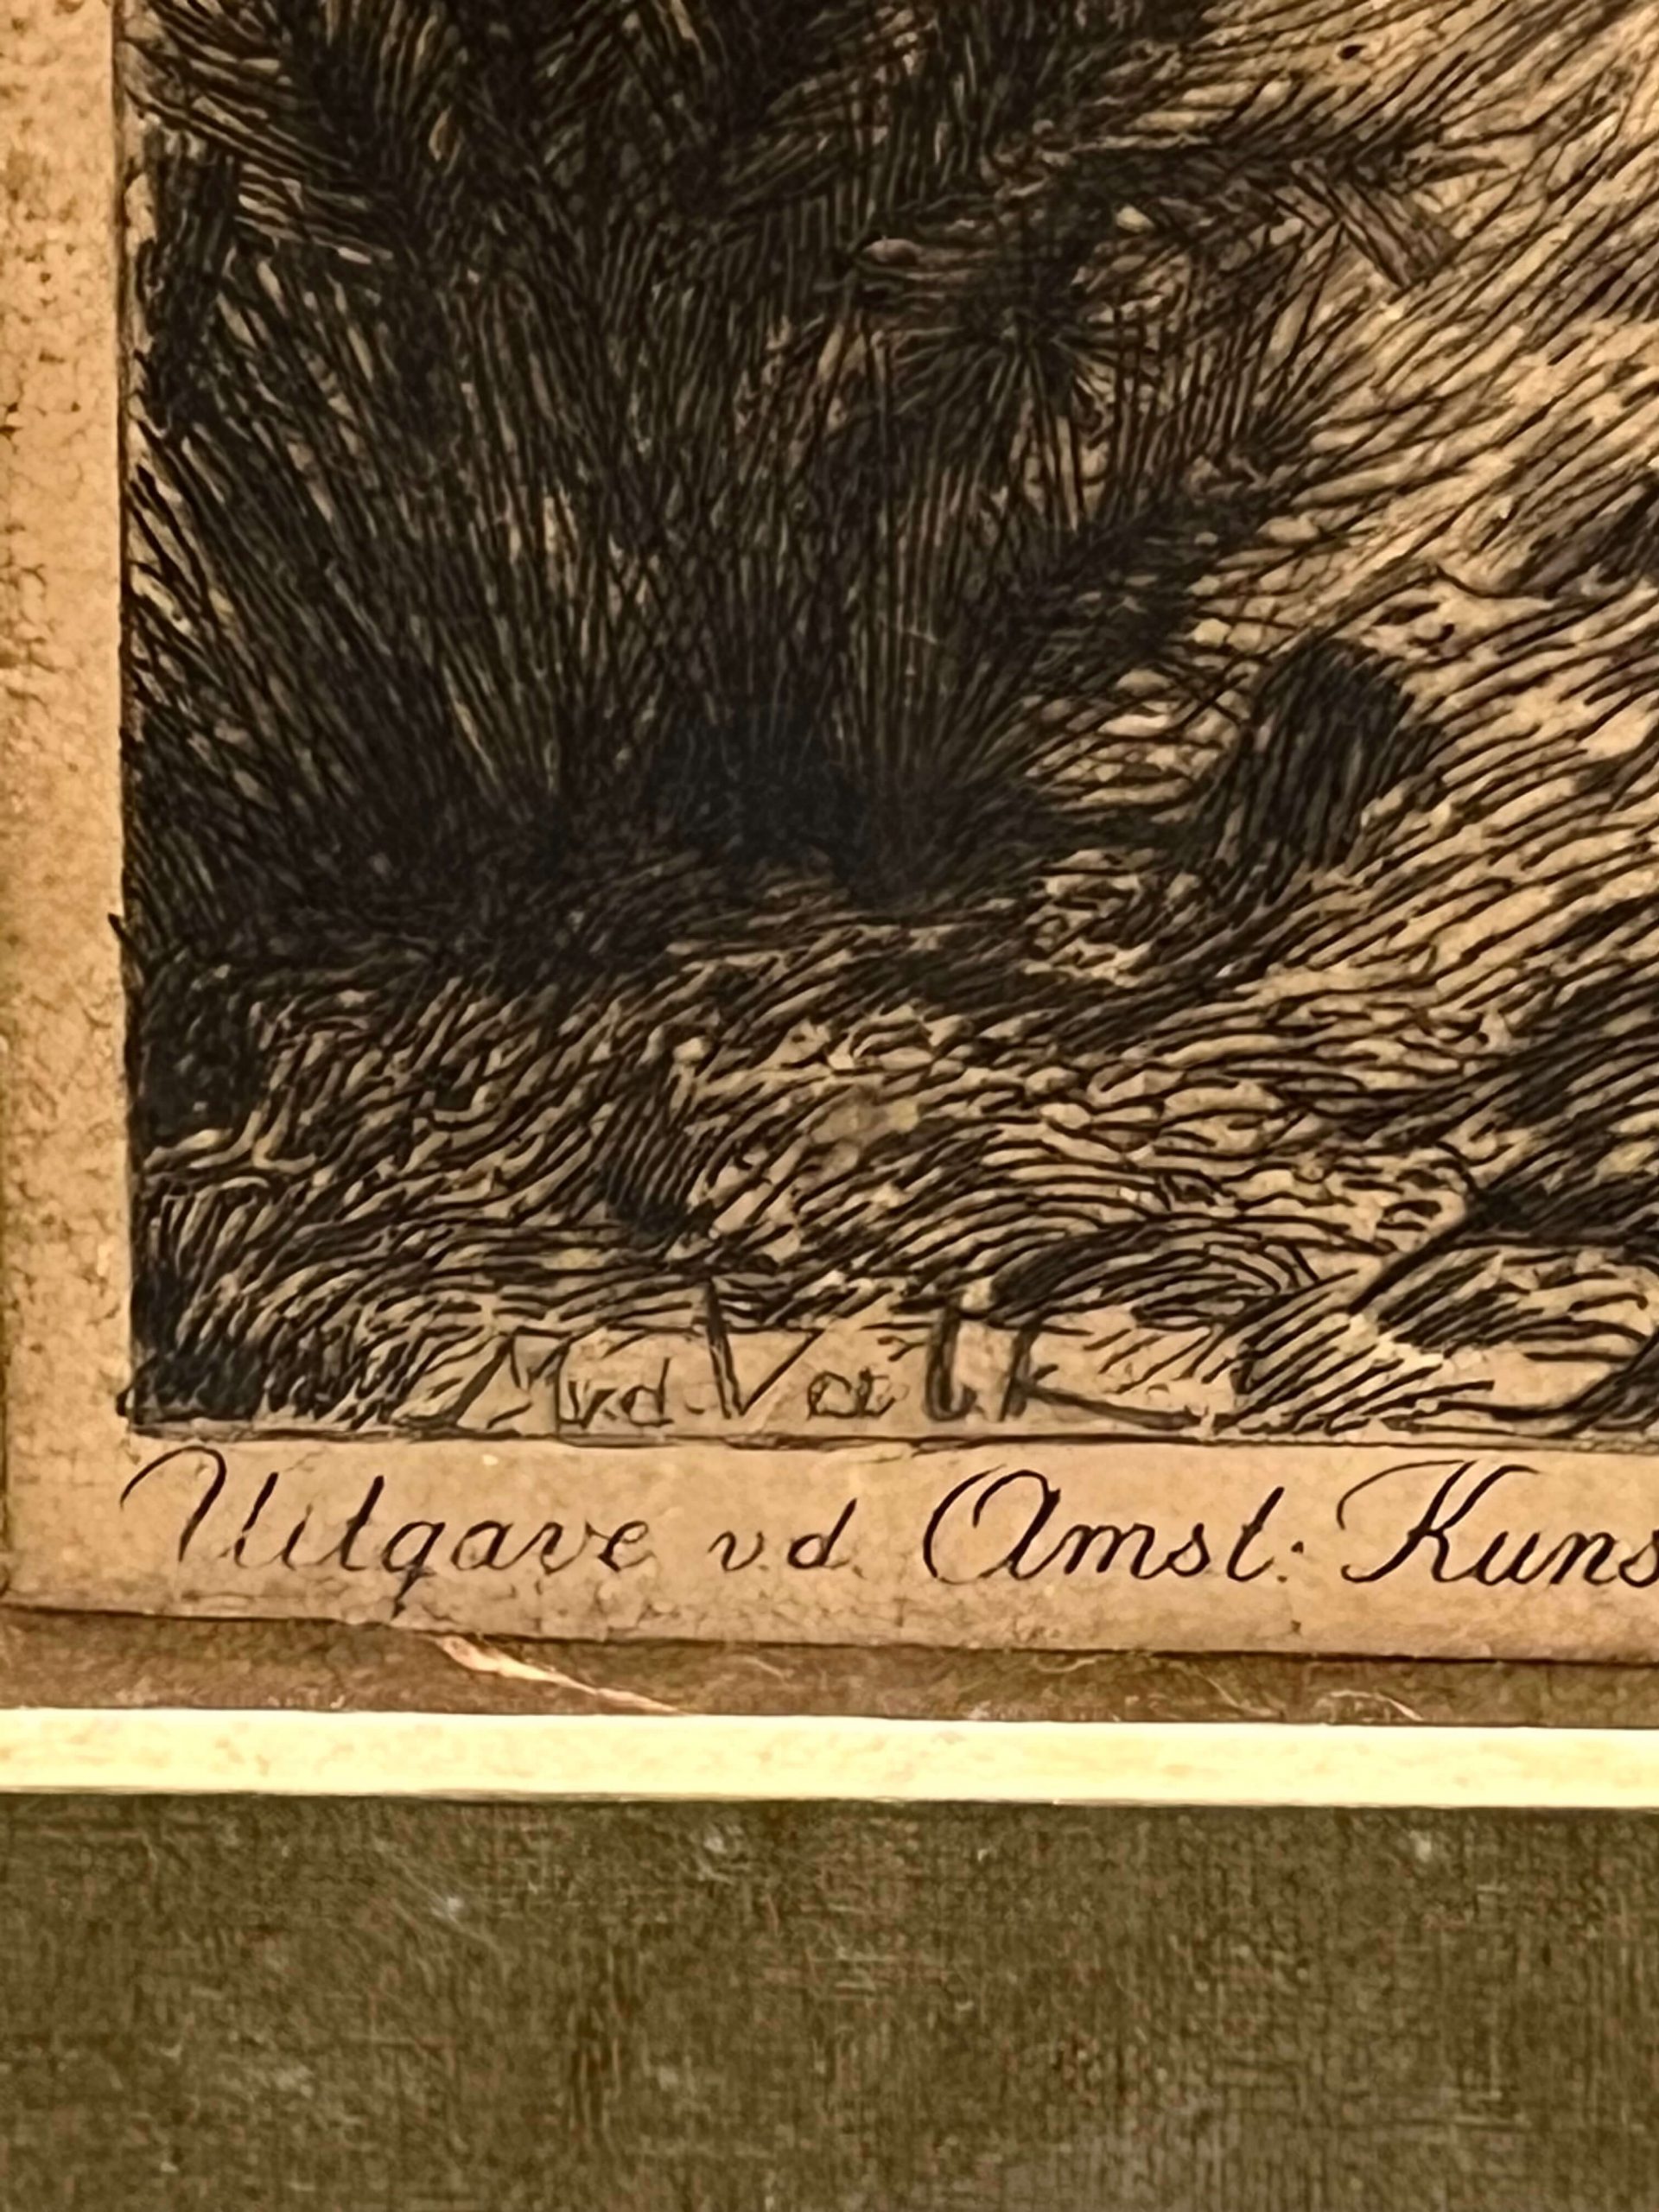 M.v.d. Valk
Uitgave v.d. Amst: Kuns